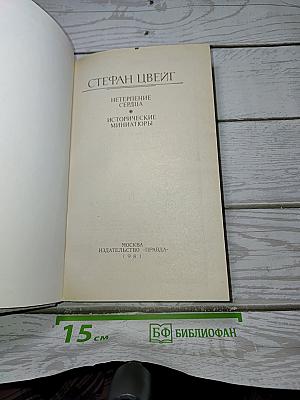 СТЕФАН ЦВЕЙГ
НЕТЕРПЕНИЕ
СЕРДЦА
ИСТОРИЧЕСКИЕ
МИНИАТЮРЫ
МОСКВА
ИЗДАТЕЛЬСТВО «ПРАВДА»
1981
15 см
БФ БИБЛИОФАН